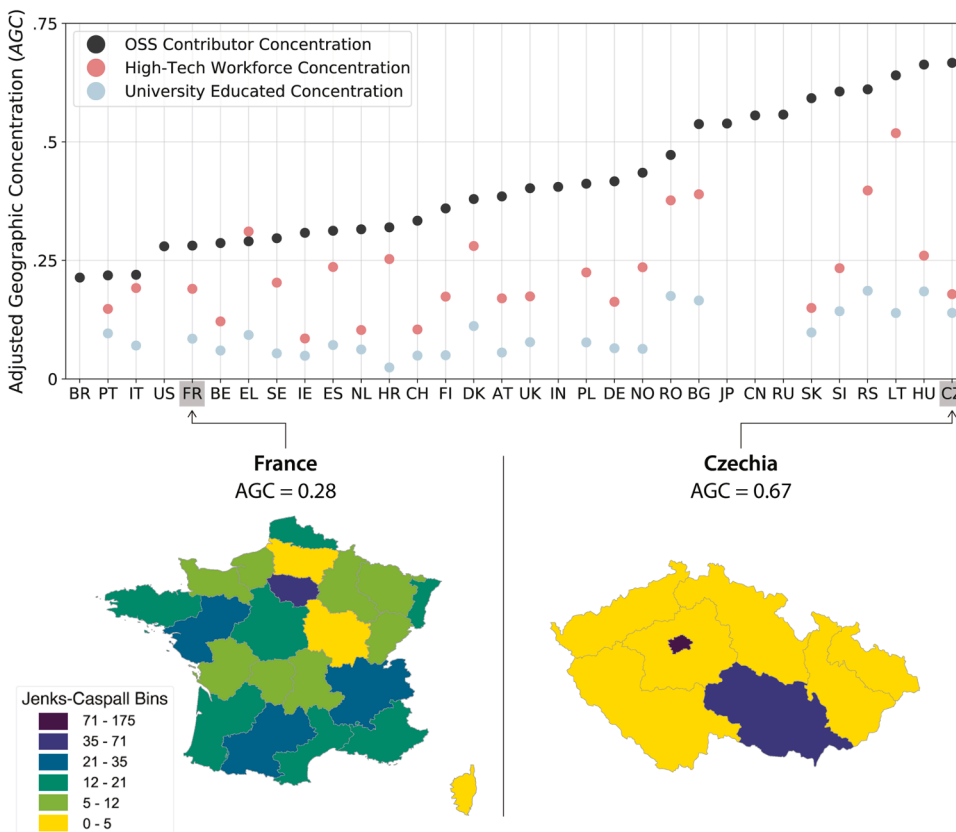 Adjusted Geographic Concentration (AGC)
.75
.5
.25
0
OSS Contributor Concentration
High-Tech Workforce Concentration
University Educated Concentration
BR PT IT US FR BE EL SE IE ES NL HR CH FI DK AT UK IN PL DE NO RO BG JP CN RU SK SI RS LT HU CZ
France
AGC = 0.28
Czechia
AGC = 0.67
Jenks-Caspall Bins
71 - 175
35 - 71
21 - 35
12 - 21
5 - 12
0 - 5